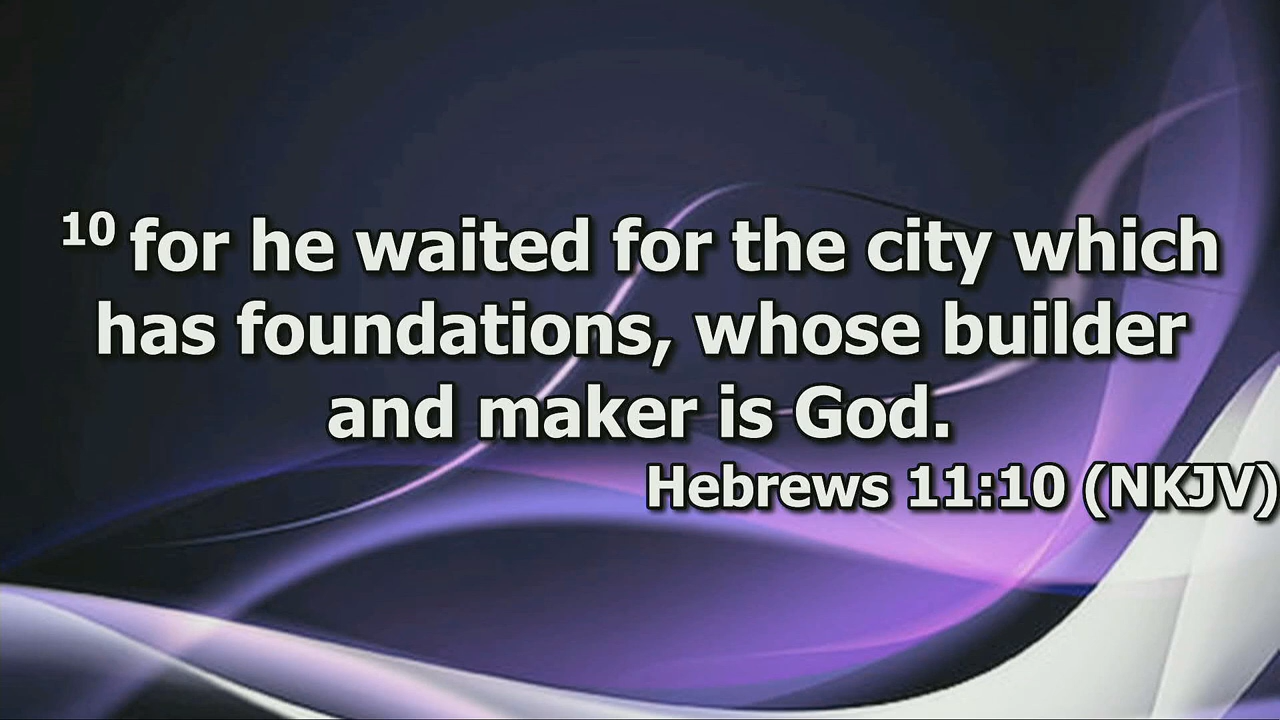 10 for he waited for the city which
has foundations, whose builder
and maker is God.
Hebrews 11:10 (NKJV)